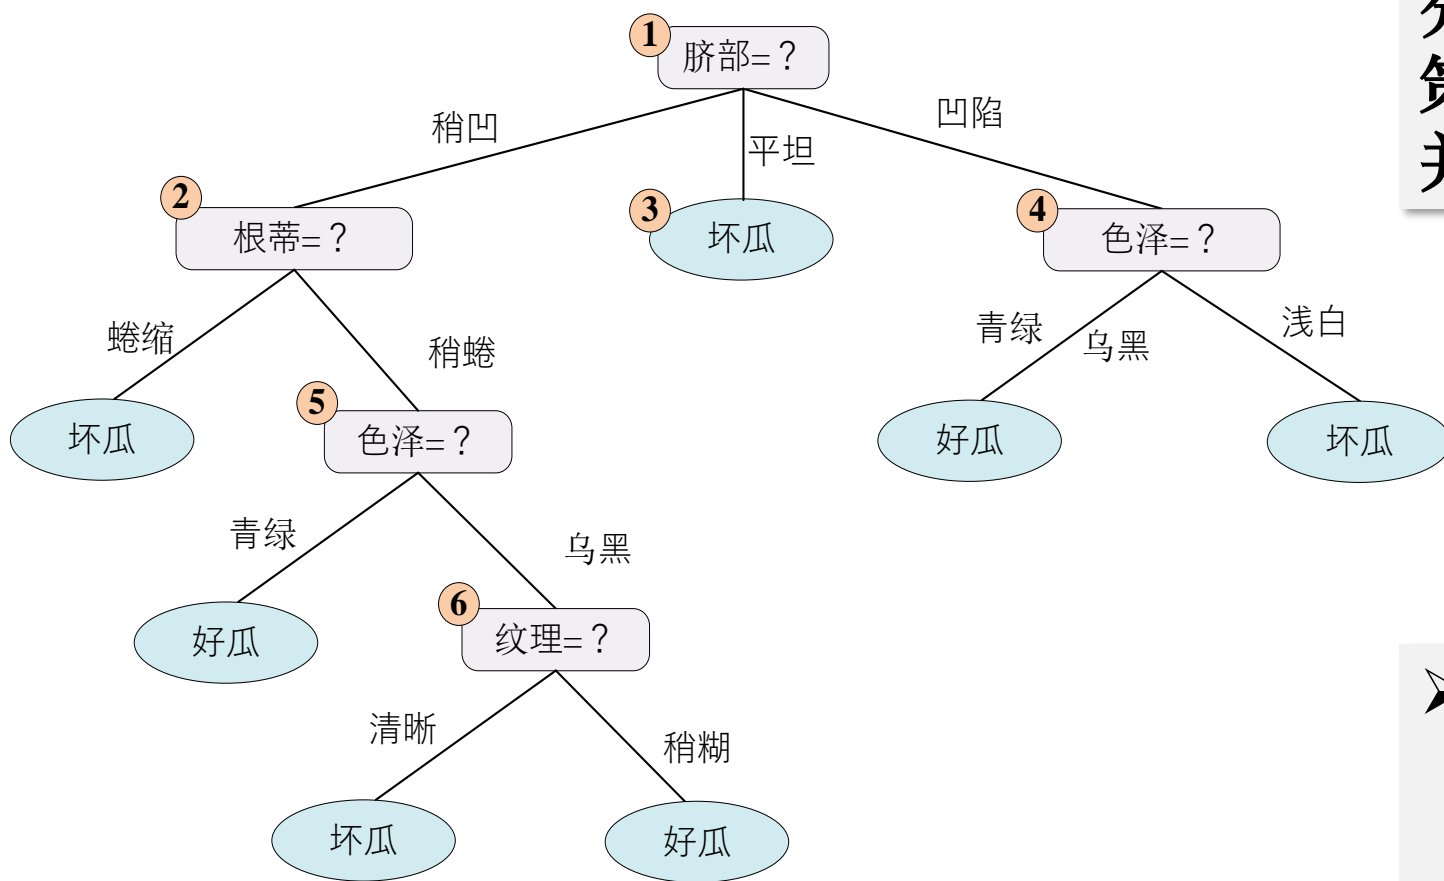 1
脐部=？
稍凹
平坦
凹陷
2
根蒂=？
3
坏瓜
4
色泽=？
蜷缩
稍蜷
青绿
乌黑
浅白
坏瓜
5
色泽=？
好瓜
坏瓜
青绿
乌黑
好瓜
6
纹理=？
清晰
稍糊
坏瓜
好瓜